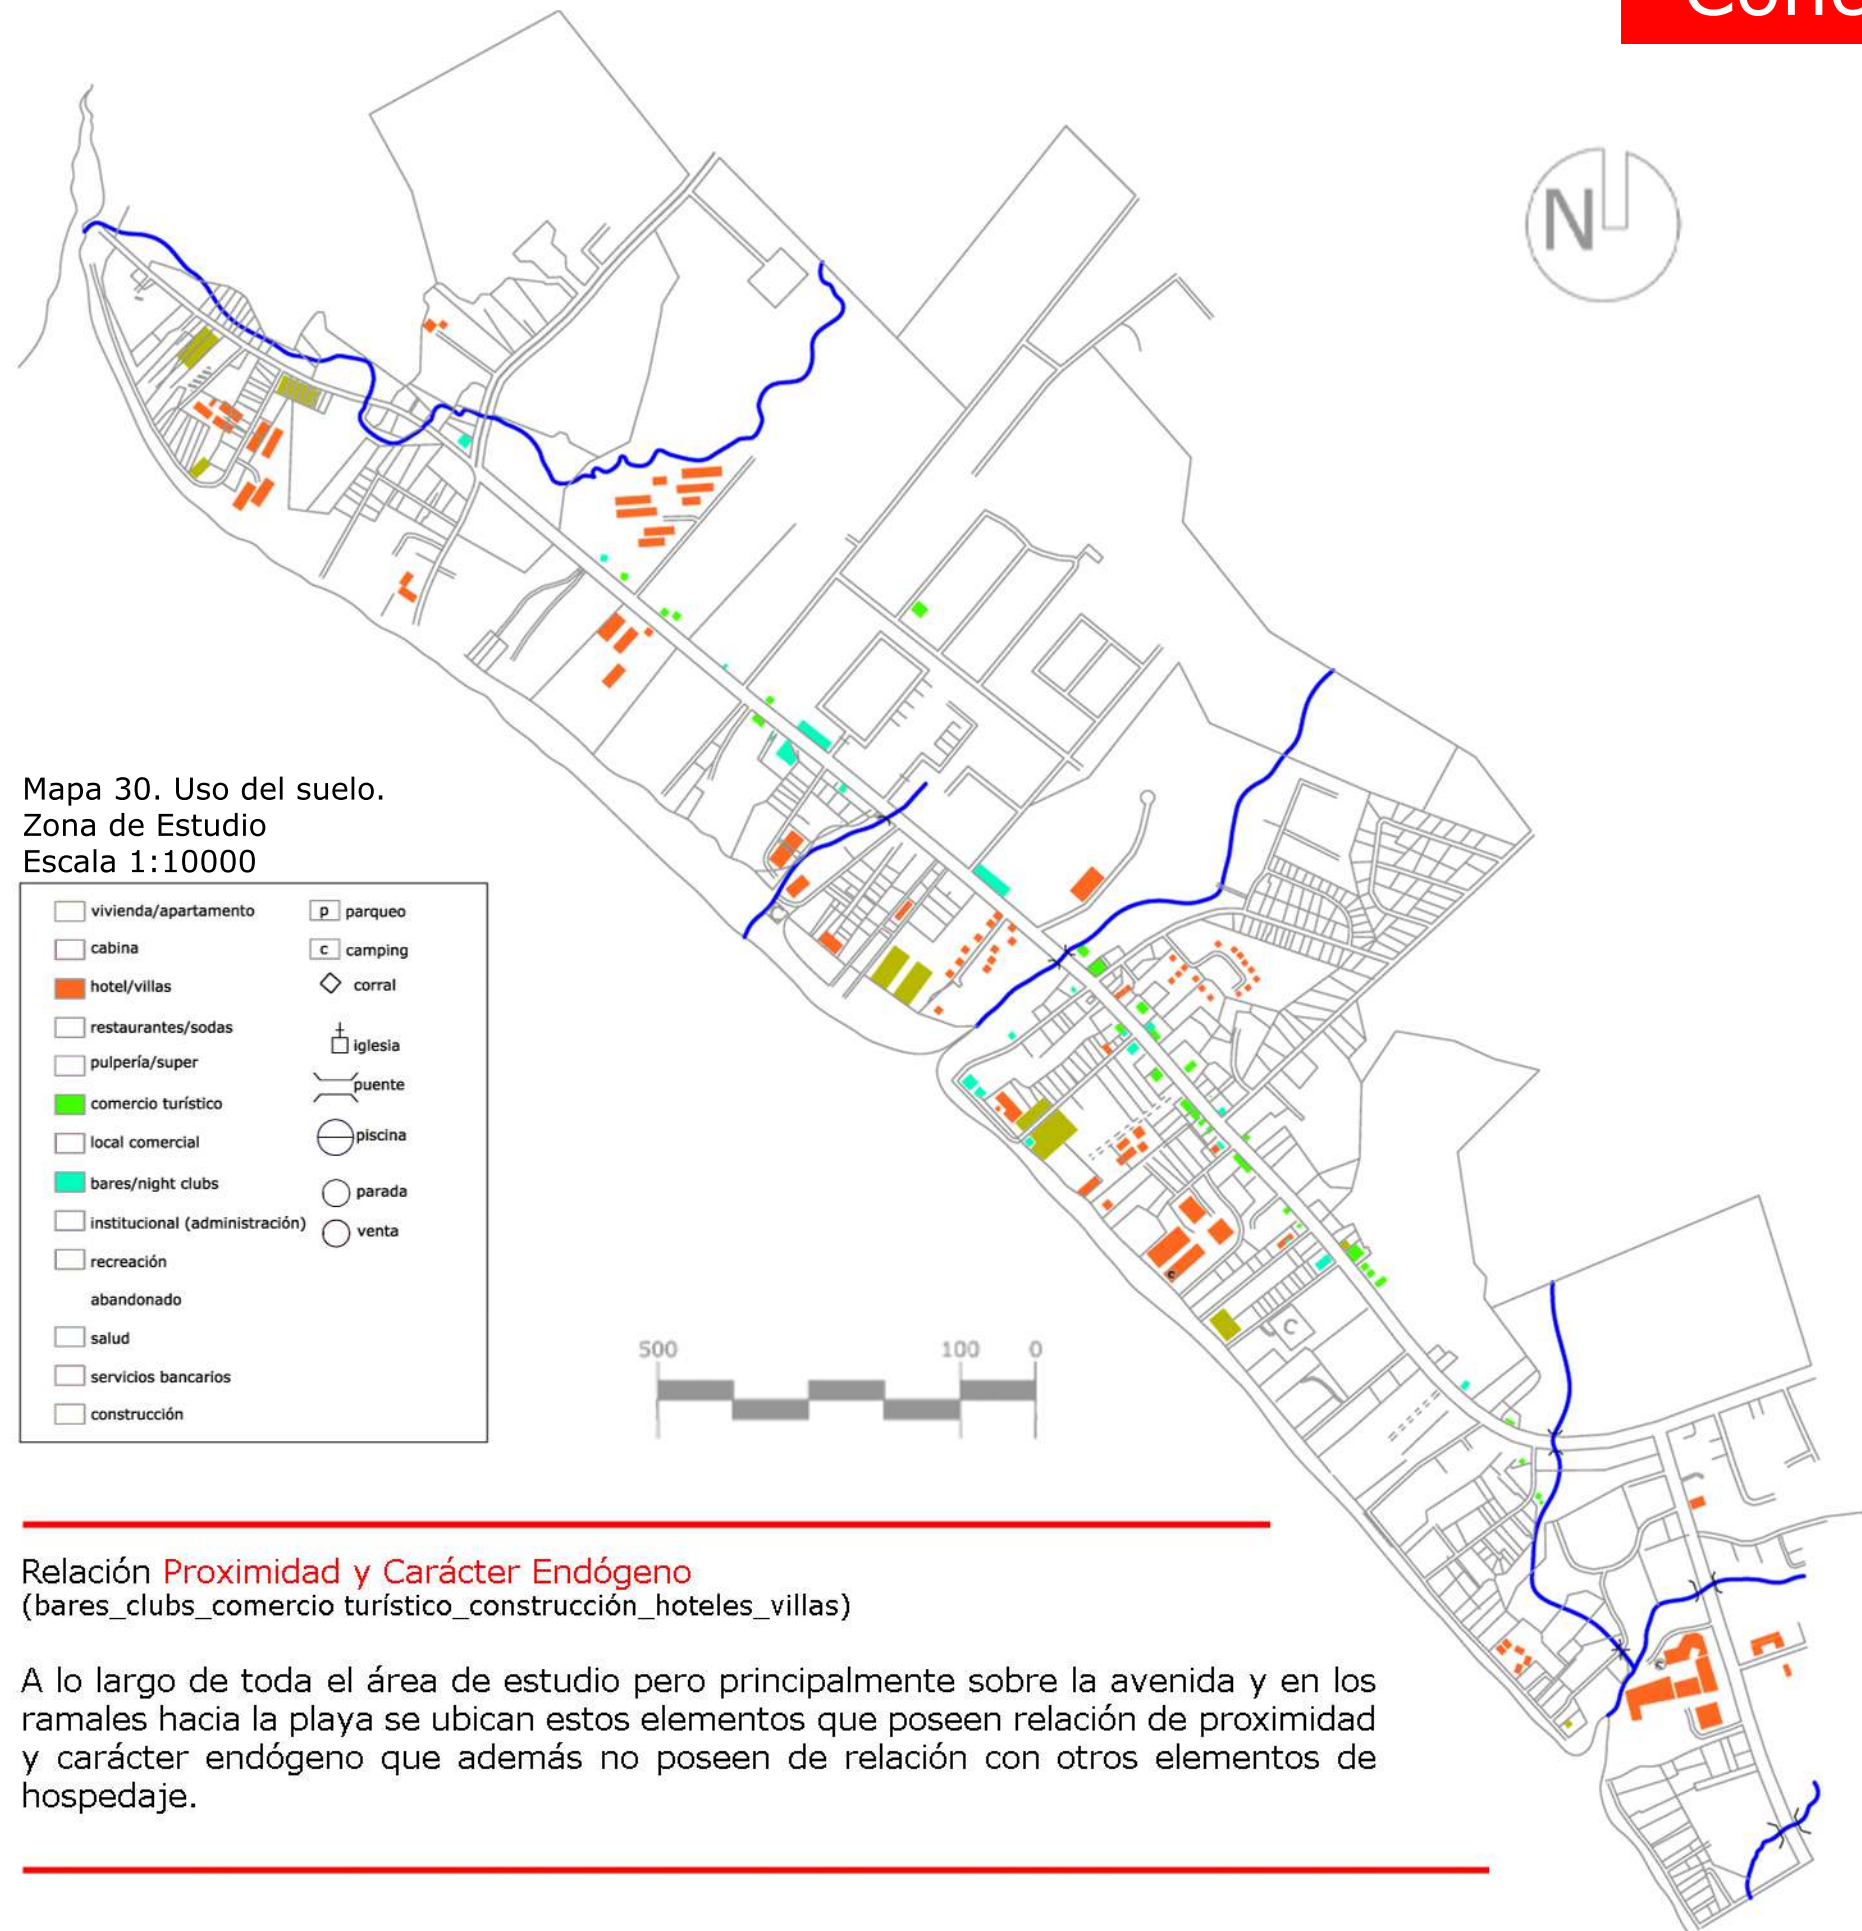 N
Mapa 30. Uso del suelo.
Zona de Estudio
Escala 1:10000
vivienda/apartamento
cabina
hotel/villas
restaurantes/sodas
pulpería/super
comercio turístico
local comercial
bares/night clubs
institucional (administración)
recreación
abandonado
salud
servicios bancarios
construcción
p parqueo
c camping
corral
iglesia
puente
piscina
parada
venta
500 100 0
c
C
c
Relación Proximidad y Carácter Endógeno
(bares_clubs_comercio turístico_construcción_hoteles_villas)
A lo largo de toda el área de estudio pero principalmente sobre la avenida y en los
ramales hacia la playa se ubican estos elementos que poseen relación de proximidad
y carácter endógeno que además no poseen de relación con otros elementos de
hospedaje.